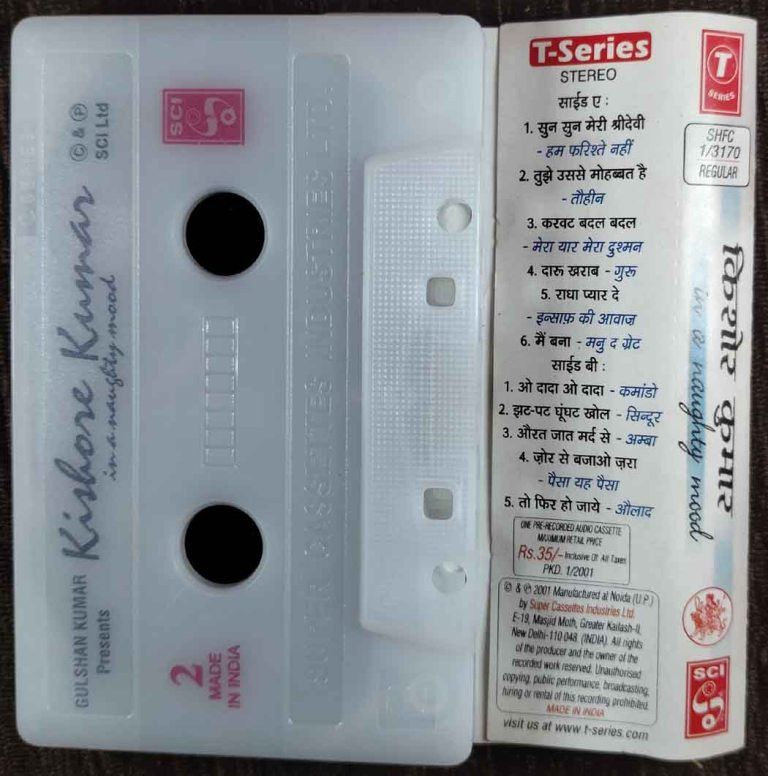 GULSHAN KUMAR
Presents
Kishore Kumar
in a naughty mood
© & ℗
SCI Ltd
SCI
2
MADE
IN INDIA
SUPER CASSETTES INDUSTRIES LTD.
T-Series
STEREO
साईड ए :
1. सुन सुन मेरी श्रीदेवी
- हम फरिश्ते नहीं
2. तुझे उससे मोहब्बत है
- तौहीन
3. करवट बदल बदल
- मेरा यार मेरा दुश्मन
4. दारू खराब - गुरू
5. राधा प्यार दे
- इन्साफ़ की आवाज़
6. मैं बना - मनु द ग्रेट
साईड बी :
1. ओ दादा ओ दादा - कमांडो
2. झट-पट घूंघट खोल - सिन्दूर
3. औरत जात मर्द से - अम्बा
4. ज़ोर से बजाओ ज़रा
- पैसा यह पैसा
5. तो फिर हो जाये - औलाद
ONE PRE-RECORDED AUDIO CASSETTE
MAXIMUM RETAIL PRICE
Rs.35/- Inclusive Of All Taxes
PKD. 1/2001
© & ℗ 2001 Manufactured at Noida (U.P.)
by Super Cassettes Industries Ltd.
E-19, Masjid Moth, Greater Kailash-II,
New Delhi-110 048. (INDIA). All rights
of the producer and the owner of the
recorded work reserved. Unauthorised
copying, public performance, broadcasting,
hiring or rental of this recording prohibited.
MADE IN INDIA
visit us at www.t-series.com
T
SERIES
SHFC
1/3170
REGULAR
किशोर कुमार
in a naughty mood
SCI